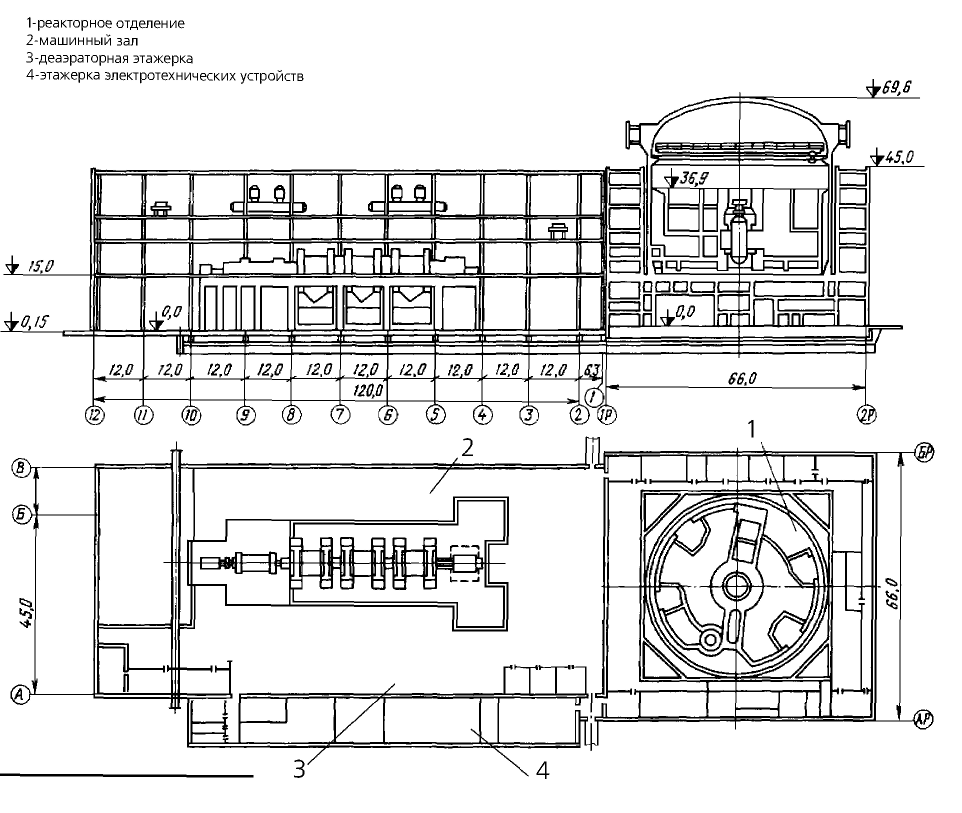 1-реакторное отделение
2-машинный зал
3-деаэраторная этажерка
4-этажерка электротехнических устройств
69,6
45,0
36,9
15,0
0,0
0,0
0,15
12,0 12,0 12,0 12,0 12,0 12,0 12,0 12,0 12,0 12,0 63
66,0
120,0
1
12 11 10 9 8 7 6 5 4 3 2 1Р 2Р
1
2
В
БР
Б
45,0
66,0
А
АР
3
4